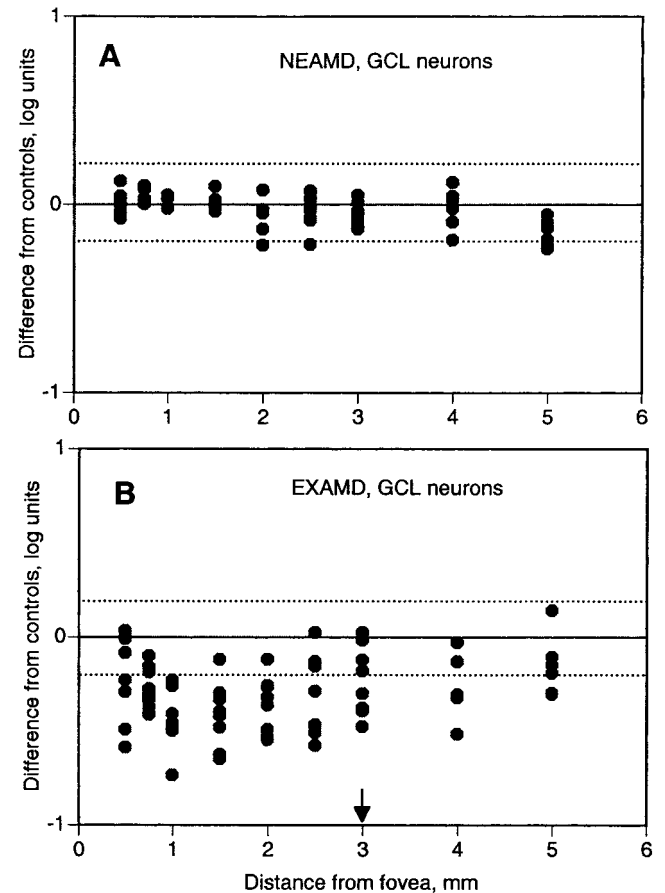 1
A
NEAMD, GCL neurons
Difference from controls, log units
0
-1
0 1 2 3 4 5 6
1
B
EXAMD, GCL neurons
Difference from controls, log units
0
-1
0 1 2 3 4 5 6
Distance from fovea, mm